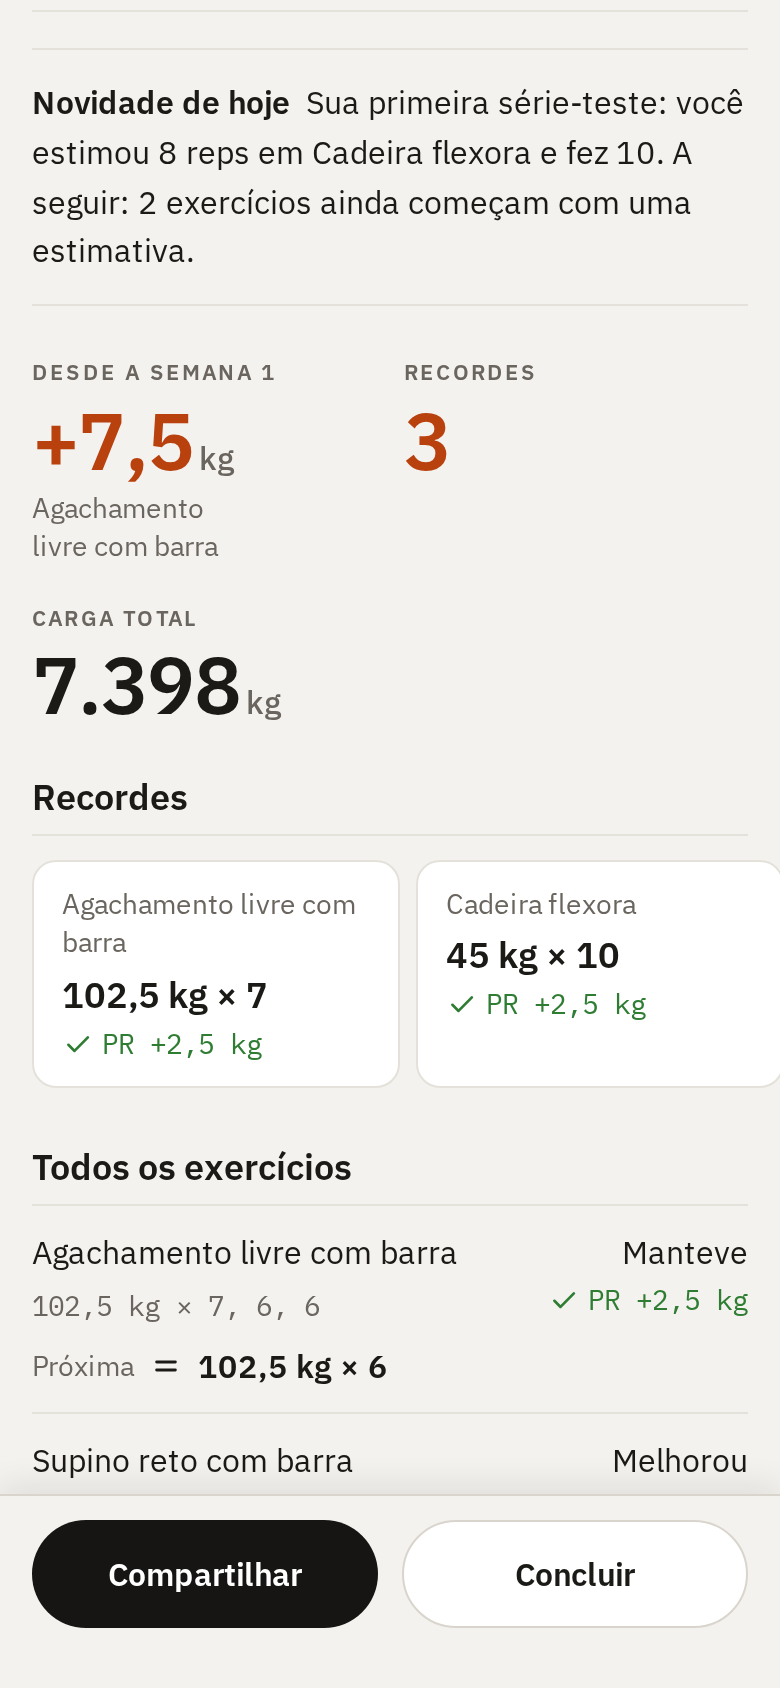 Novidade de hoje Sua primeira série-teste: você
estimou 8 reps em Cadeira flexora e fez 10. A
seguir: 2 exercícios ainda começam com uma
estimativa.
DESDE A SEMANA 1
+7,5 kg
Agachamento
livre com barra
RECORDES
3
CARGA TOTAL
7.398 kg
Recordes
Agachamento livre com
barra
102,5 kg × 7
✓ PR +2,5 kg
Cadeira flexora
45 kg × 10
✓ PR +2,5 kg
Todos os exercícios
Agachamento livre com barra
Manteve
102,5 kg × 7, 6, 6
✓ PR +2,5 kg
Próxima = 102,5 kg × 6
Supino reto com barra
Melhorou
Compartilhar
Concluir